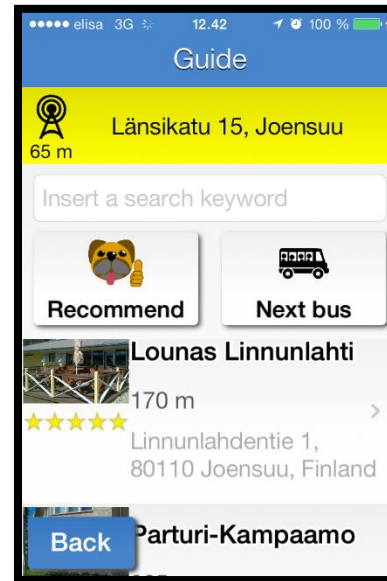 elisa 3G 12.42 100 %
Guide
65 m
Länsikatu 15, Joensuu
Insert a search keyword
Recommend
Next bus
Lounas Linnunlahti
170 m
Linnunlahdentie 1,
80110 Joensuu, Finland
Parturi-Kampaamo
Back